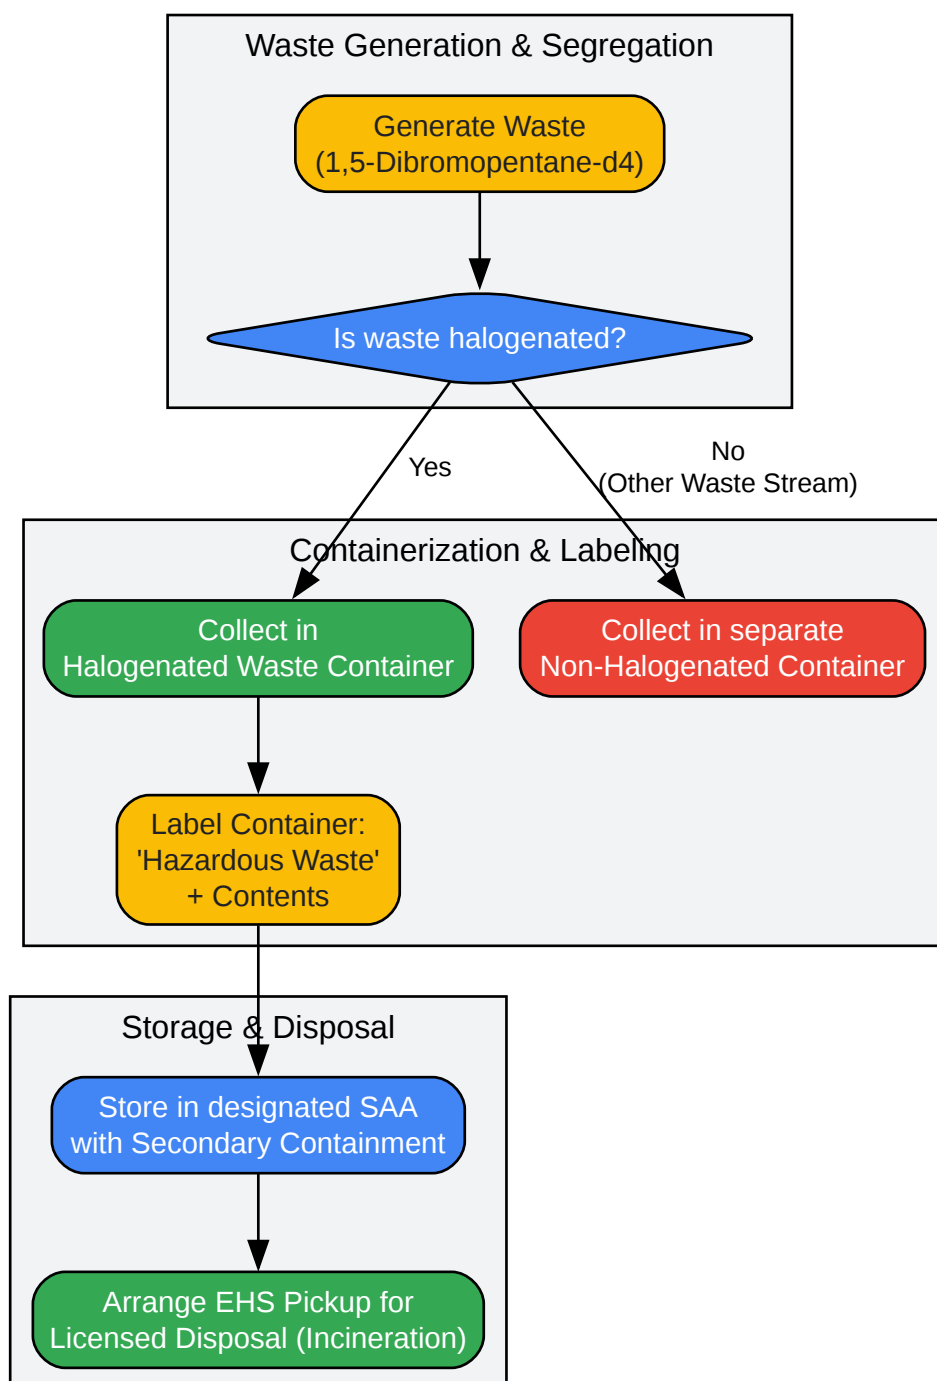 Waste Generation & Segregation
Generate Waste
(1,5-Dibromopentane-d4)
Is waste halogenated?
Yes
No
(Other Waste Stream)
Containerization & Labeling
Collect in
Halogenated Waste Container
Collect in separate
Non-Halogenated Container
Label Container:
'Hazardous Waste'
+ Contents
Storage & Disposal
Store in designated SAA
with Secondary Containment
Arrange EHS Pickup for
Licensed Disposal (Incineration)